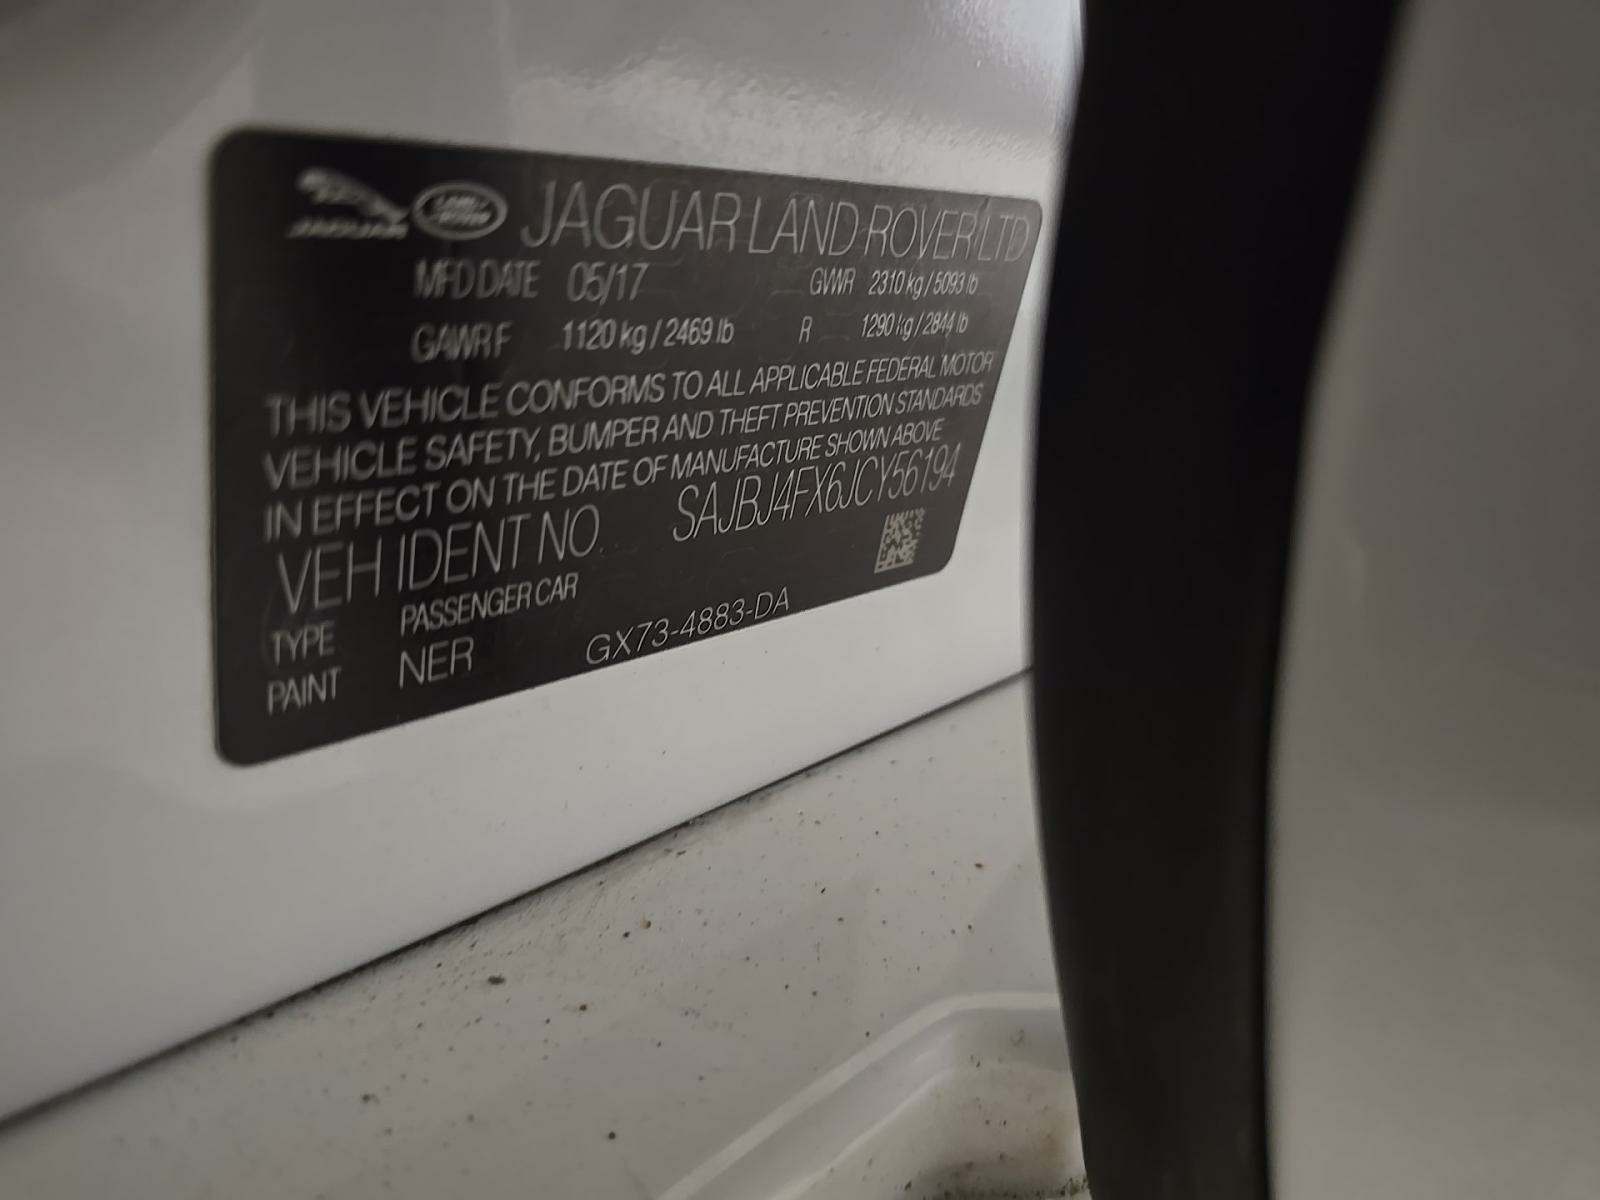 JAGUAR LAND ROVER JAGUAR LAND ROVER LTD
MFD DATE 05/17 GVWR 2310 kg / 5093 lb
GAWR F 1120 kg / 2469 lb R 1290 kg / 2844 lb
THIS VEHICLE CONFORMS TO ALL APPLICABLE FEDERAL MOTOR
VEHICLE SAFETY, BUMPER AND THEFT PREVENTION STANDARDS
IN EFFECT ON THE DATE OF MANUFACTURE SHOWN ABOVE
VEH IDENT NO. SAJBJ4FX6JCY56194
TYPE PASSENGER CAR
PAINT NER GX73-4883-DA